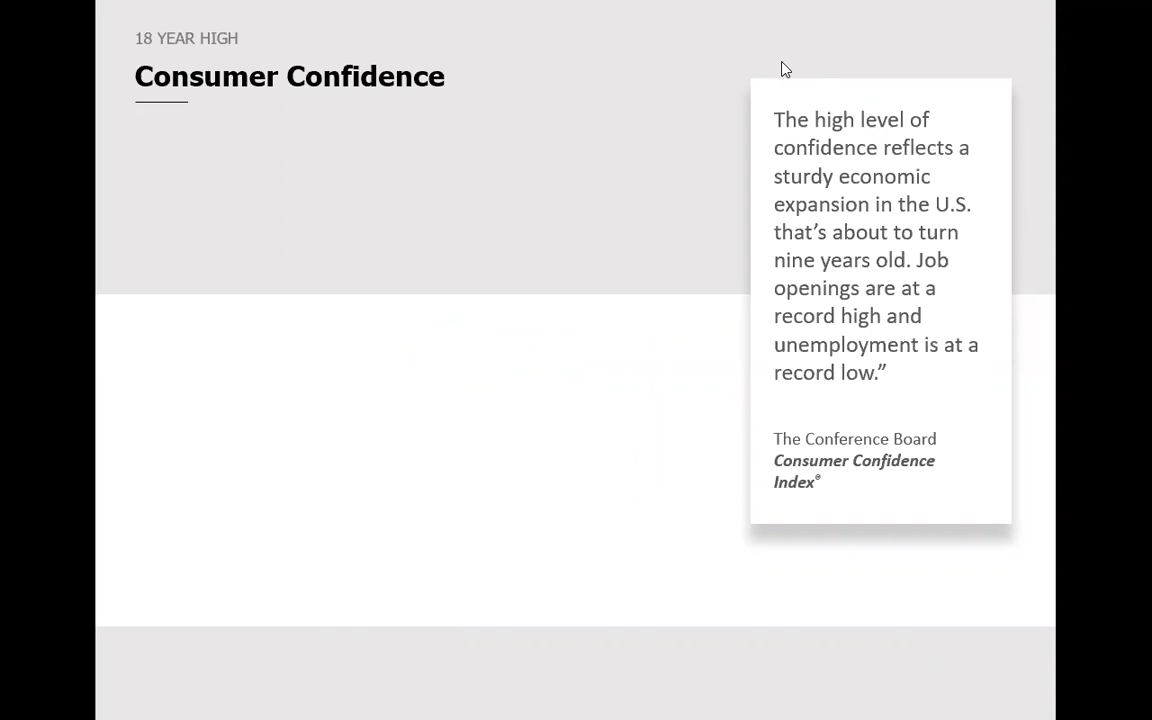 18 YEAR HIGH
Consumer Confidence
The high level of
confidence reflects a
sturdy economic
expansion in the U.S.
that’s about to turn
nine years old. Job
openings are at a
record high and
unemployment is at a
record low.”
The Conference Board
Consumer Confidence
Index®